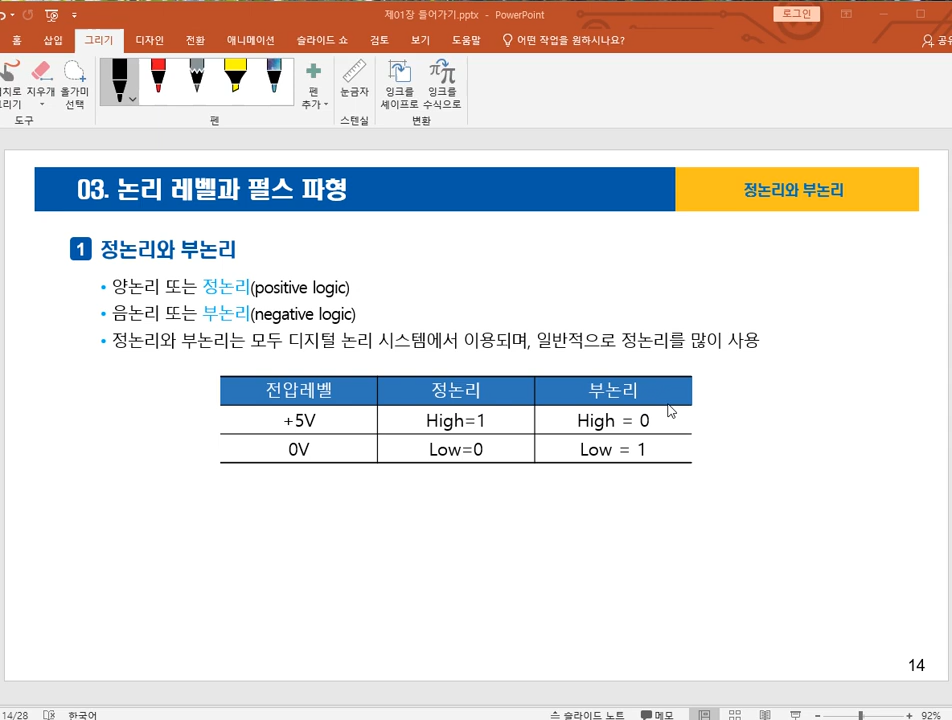 제01장 들어가기.pptx - PowerPoint 로그인
홈 삽입 그리기 디자인 전환 애니메이션 슬라이드 쇼 검토 보기 도움말 어떤 작업을 원하시나요? 공유
지우개 올가미 선택
펜 추가
눈금자
잉크를 셰이프로
잉크를 수식으로
도구 펜 스텐실 변환
03. 논리 레벨과 펄스 파형
정논리와 부논리
1 정논리와 부논리
• 양논리 또는 정논리(positive logic)
• 음논리 또는 부논리(negative logic)
• 정논리와 부논리는 모두 디지털 논리 시스템에서 이용되며, 일반적으로 정논리를 많이 사용
전압레벨 정논리 부논리
+5V High=1 High = 0
0V Low=0 Low = 1
14
14/28 한국어 슬라이드 노트 메모 92%